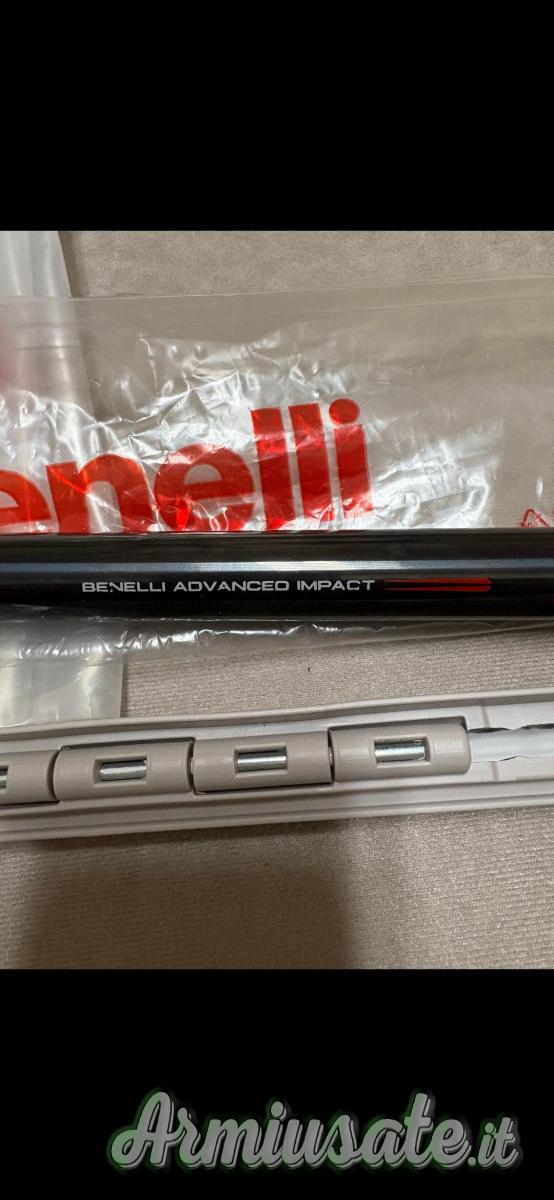 enelli
BENELLI ADVANCED IMPACT
Armiusate.it